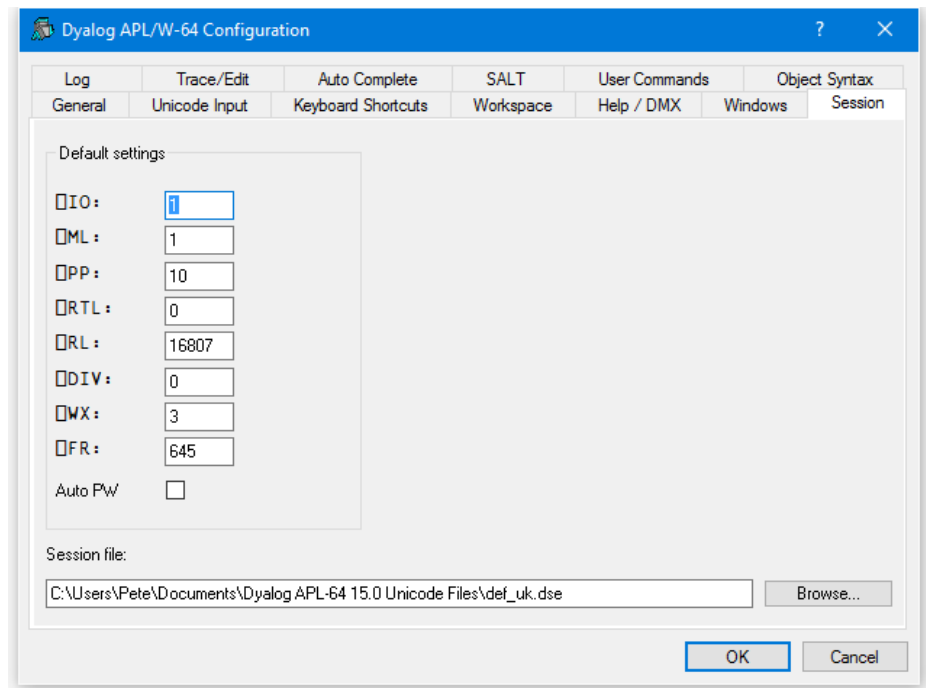 Dyalog APL/W-64 Configuration ? ✕
Log Trace/Edit Auto Complete SALT User Commands Object Syntax
General Unicode Input Keyboard Shortcuts Workspace Help / DMX Windows Session
Default settings
⎕IO: 1
⎕ML: 1
⎕PP: 10
⎕RTL: 0
⎕RL: 16807
⎕DIV: 0
⎕WX: 3
⎕FR: 645
Auto PW
Session file:
C:\Users\Pete\Documents\Dyalog APL-64 15.0 Unicode Files\def_uk.dse Browse...
OK Cancel